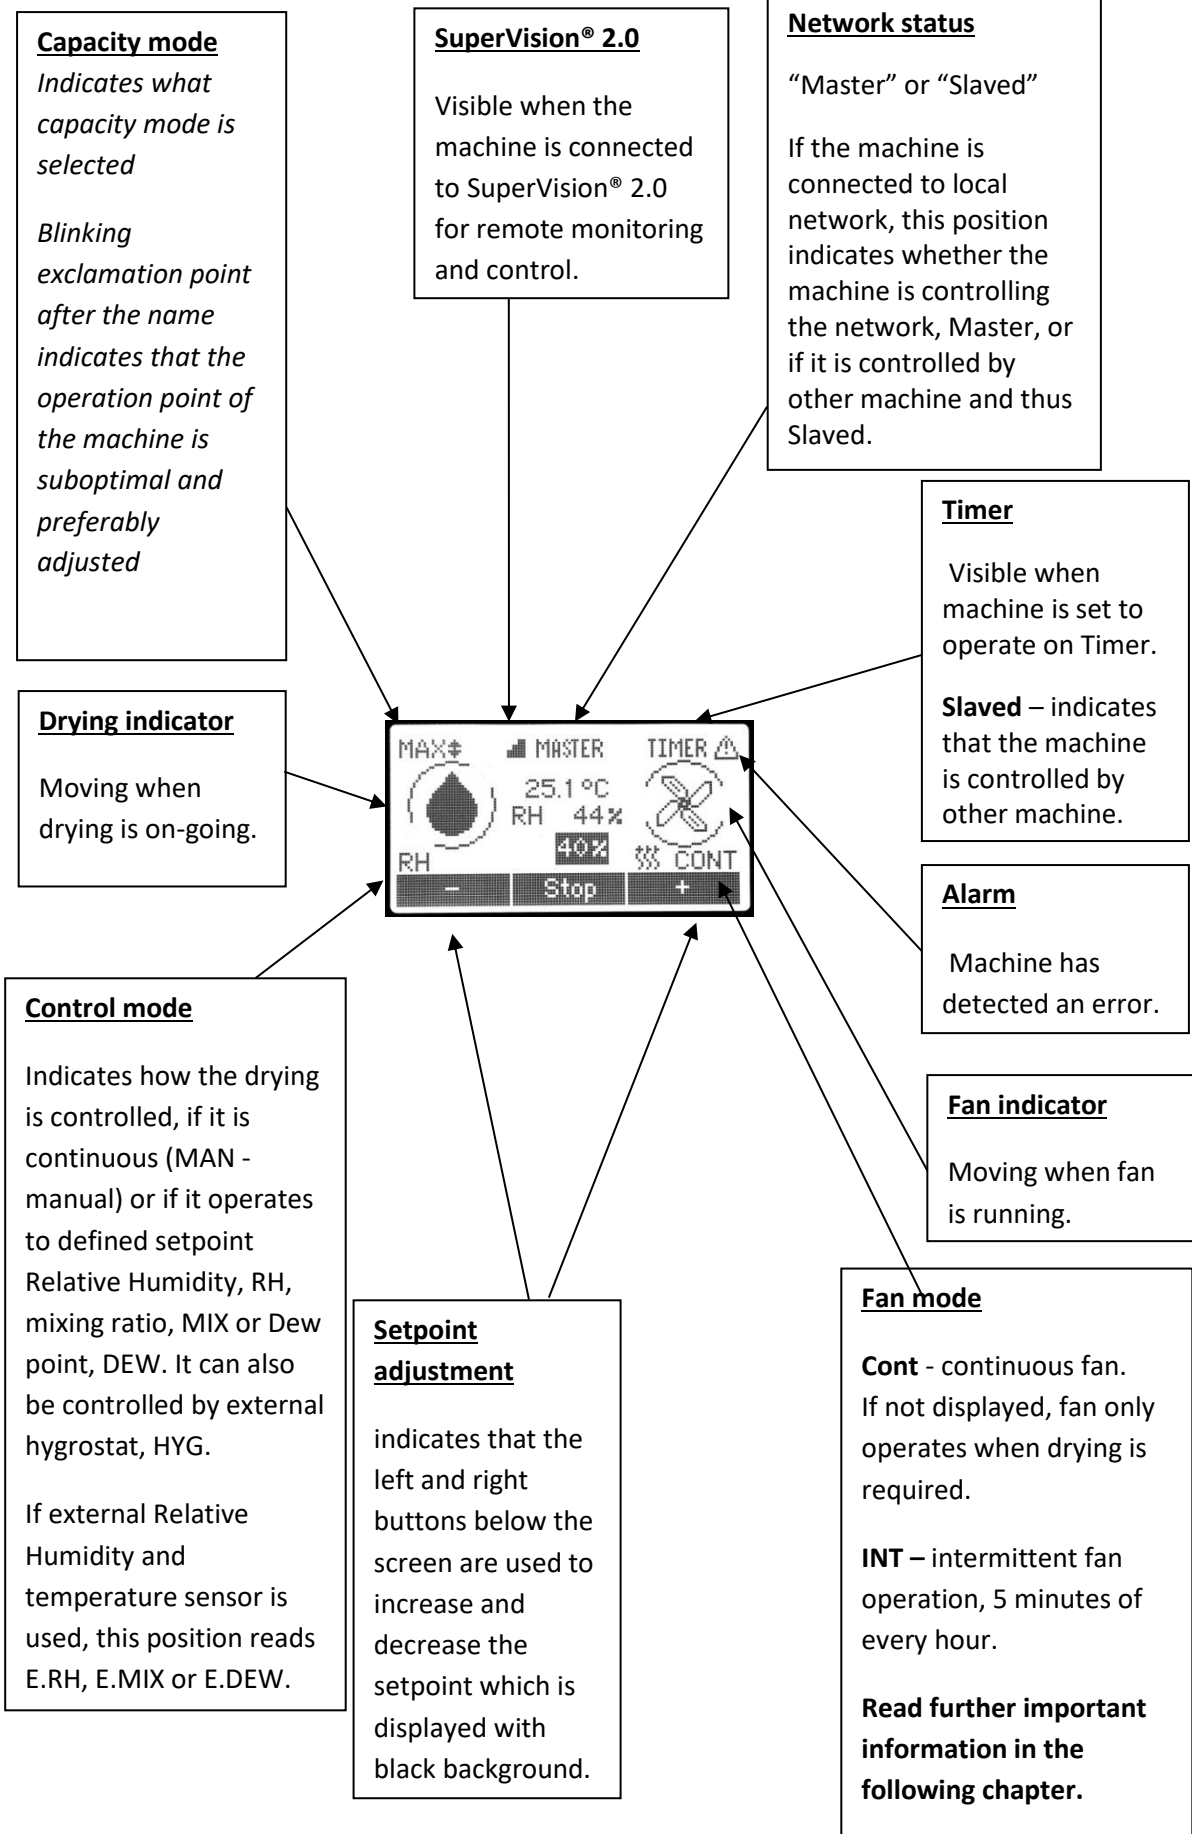 Capacity mode
Indicates what
capacity mode is
selected
Blinking
exclamation point
after the name
indicates that the
operation point of
the machine is
suboptimal and
preferably
adjusted
SuperVision® 2.0
Visible when the
machine is connected
to SuperVision® 2.0
for remote monitoring
and control.
Network status
“Master” or “Slaved”
If the machine is
connected to local
network, this position
indicates whether the
machine is controlling
the network, Master, or
if it is controlled by
other machine and thus
Slaved.
Timer
Visible when
machine is set to
operate on Timer.
Slaved – indicates
that the machine
is controlled by
other machine.
Drying indicator
Moving when
drying is on-going.
MAX MASTER TIMER
25.1 °C
RH 44%
40%
RH CONT
– Stop +
Alarm
Machine has
detected an error.
Control mode
Indicates how the drying
is controlled, if it is
continuous (MAN -
manual) or if it operates
to defined setpoint
Relative Humidity, RH,
mixing ratio, MIX or Dew
point, DEW. It can also
be controlled by external
hygrostat, HYG.
If external Relative
Humidity and
temperature sensor is
used, this position reads
E.RH, E.MIX or E.DEW.
Fan indicator
Moving when fan
is running.
Setpoint
adjustment
indicates that the
left and right
buttons below the
screen are used to
increase and
decrease the
setpoint which is
displayed with
black background.
Fan mode
Cont - continuous fan.
If not displayed, fan only
operates when drying is
required.
INT – intermittent fan
operation, 5 minutes of
every hour.
Read further important
information in the
following chapter.